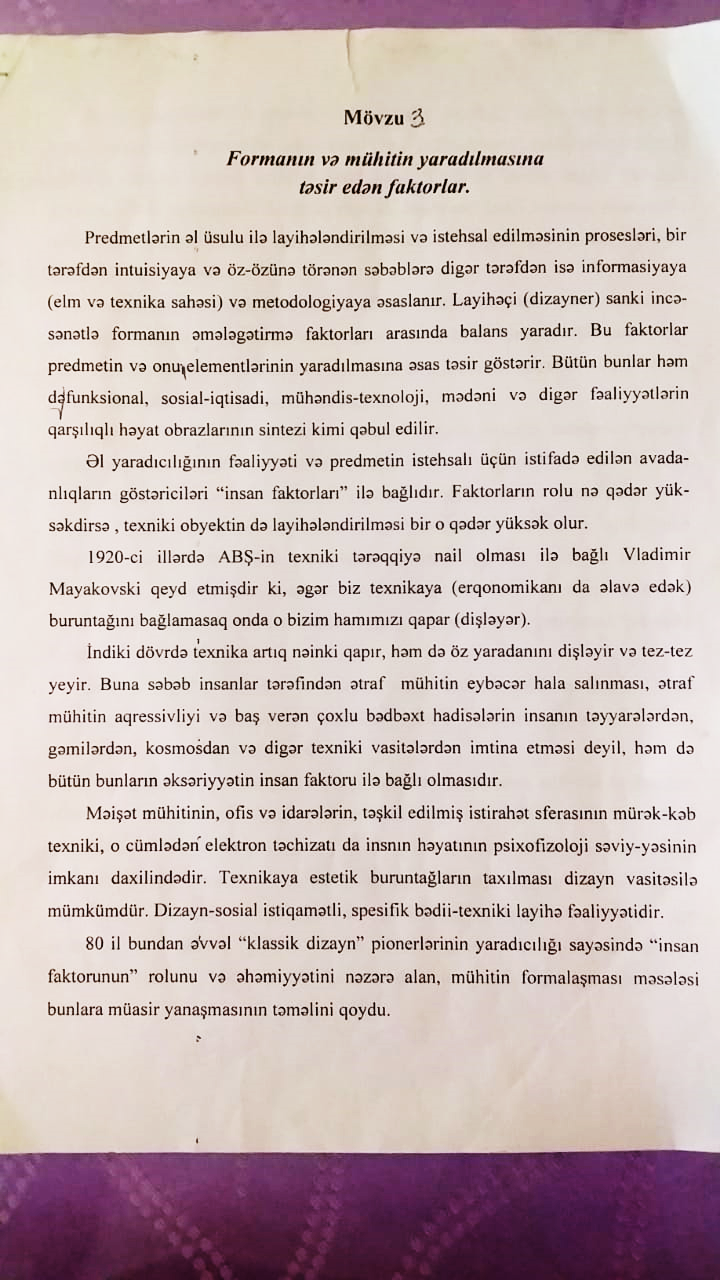 Mövzu 3
Formanın və mühitin yaradılmasına
təsir edən faktorlar.
Predmetlərin əl üsulu ilə layihələndirilməsi və istehsal edilməsinin prosesləri, bir
tərəfdən intuisiyaya və öz-özünə törənən səbəblərə digər tərəfdən isə informasiyaya
(elm və texnika sahəsi) və metodologiyaya əsaslanır. Layihəçi (dizayner) sanki incə-
sənətlə formanın əmələgətirmə faktorları arasında balans yaradır. Bu faktorlar
predmetin və onu elementlərinin yaradılmasına əsas təsir göstərir. Bütün bunlar həm
də funksional, sosial-iqtisadi, mühəndis-texnoloji, mədəni və digər fəaliyyətlərin
qarşılıqlı həyat obrazlarının sintezi kimi qəbul edilir.
Əl yaradıcılığının fəaliyyəti və predmetin istehsalı üçün istifadə edilən avada-
nlıqların göstəriciləri “insan faktorları” ilə bağlıdır. Faktorların rolu nə qədər yük-
səkdirsə , texniki obyektin də layihələndirilməsi bir o qədər yüksək olur.
1920-ci illərdə ABŞ-in texniki tərəqqiyə nail olması ilə bağlı Vladimir
Mayakovski qeyd etmişdir ki, əgər biz texnikaya (erqonomikanı da əlavə edək)
buruntağını bağlamasaq onda o bizim hamımızı qapar (dişləyər).
İndiki dövrdə texnika artıq nəinki qapır, həm də öz yaradanını dişləyir və tez-tez
yeyir. Buna səbəb insanlar tərəfindən ətraf mühitin eybəcər hala salınması, ətraf
mühitin aqressivliyi və baş verən çoxlu bədbəxt hadisələrin insanın təyyarələrdən,
gəmilərdən, kosmosdan və digər texniki vasitələrdən imtina etməsi deyil, həm də
bütün bunların əksəriyyətin insan faktoru ilə bağlı olmasıdır.
Məişət mühitinin, ofis və idarələrin, təşkil edilmiş istirahət sferasının mürək-kəb
texniki, o cümlədən elektron təchizatı da insnın həyatının psixofizoloji səviy-yəsinin
imkanı daxilindədir. Texnikaya estetik buruntağların taxılması dizayn vasitəsilə
mümkümdür. Dizayn-sosial istiqamətli, spesifik bədii-texniki layihə fəaliyyətidir.
80 il bundan əvvəl “klassik dizayn” pionerlərinin yaradıcılığı sayəsində “insan
faktorunun” rolunu və əhəmiyyətini nəzərə alan, mühitin formalaşması məsələsi
bunlara müasir yanaşmasının təməlini qoydu.